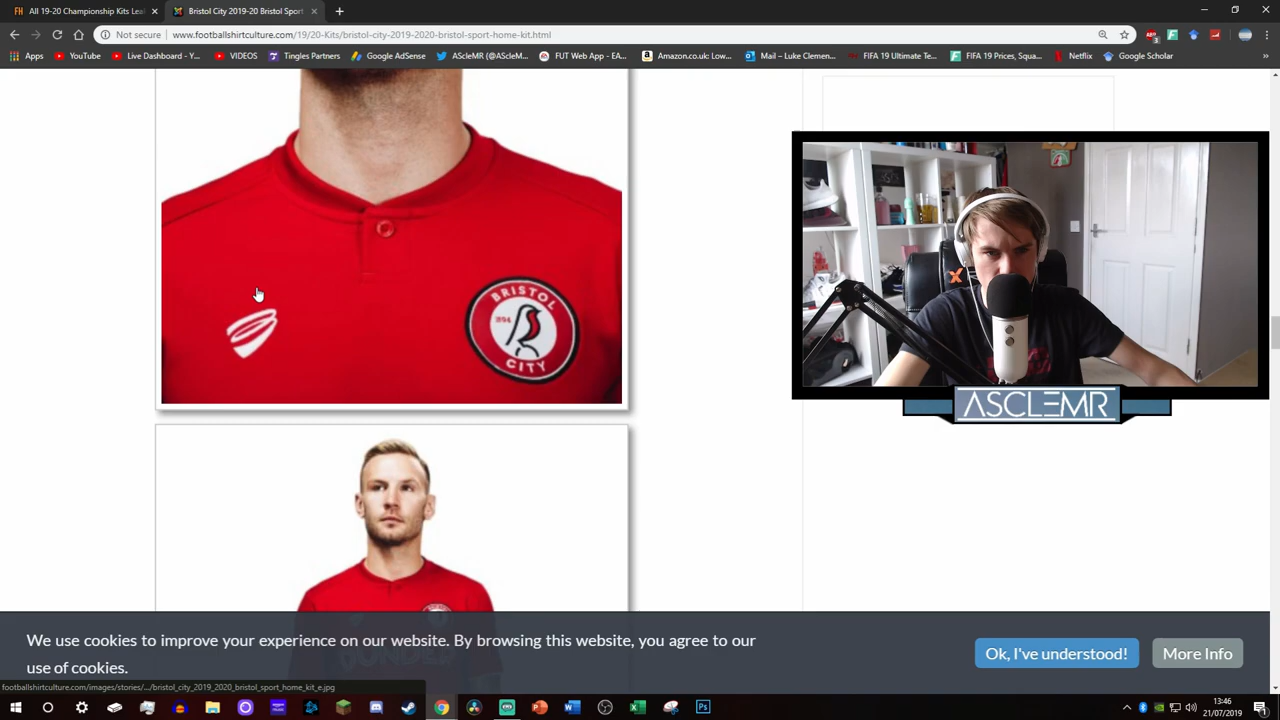 All 19-20 Championship Kits Lea
Bristol City 2019-20 Bristol Sport
Not secure
www.footballshirtculture.com/19/20-Kits/bristol-city-2019-2020-bristol-sport-home-kit.html
Apps
YouTube
Live Dashboard - Y...
VIDEOS
Tingles Partners
Google AdSense
AScleMR (@AScleMR...
FUT Web App - EA...
Amazon.co.uk: Low...
Mail – Luke Clemen...
FIFA 19 Ultimate Te...
FIFA 19 Prices, Squa...
Netflix
Google Scholar
BRISTOL
1894
CITY
ASCLEMR
We use cookies to improve your experience on our website. By browsing this website, you agree to our
use of cookies.
Ok, I've understood!
More Info
footballshirtculture.com/images/stories/.../bristol_city_2019_2020_bristol_sport_home_kit_e.jpg
13:46
21/07/2019